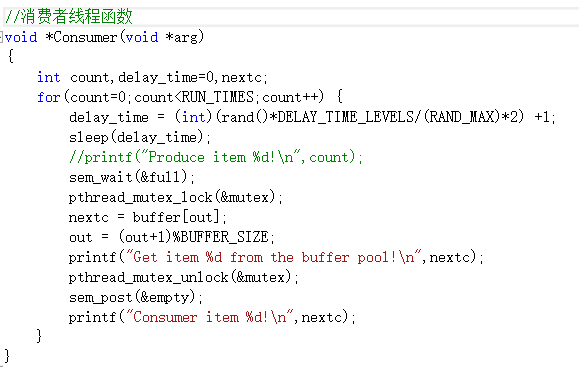 //消费者线程函数
void *Consumer(void *arg)
{
    int count,delay_time=0,nextc;
    for(count=0;count<RUN_TIMES;count++) {
        delay_time = (int)(rand()*DELAY_TIME_LEVELS/(RAND_MAX)*2) +1;
        sleep(delay_time);
        //printf("Produce item %d!\n",count);
        sem_wait(&full);
        pthread_mutex_lock(&mutex);
        nextc = buffer[out];
        out = (out+1)%BUFFER_SIZE;
        printf("Get item %d from the buffer pool!\n",nextc);
        pthread_mutex_unlock(&mutex);
        sem_post(&empty);
        printf("Consumer item %d!\n",nextc);
    }
}